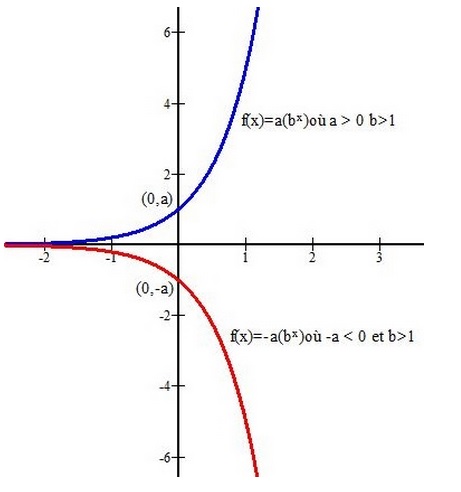 6
4
f(x)=a(bˣ)où a > 0 b>1
2
(0,a)
-2 -1 1 2 3
(0,-a)
-2
f(x)=-a(bˣ)où -a < 0 et b>1
-4
-6